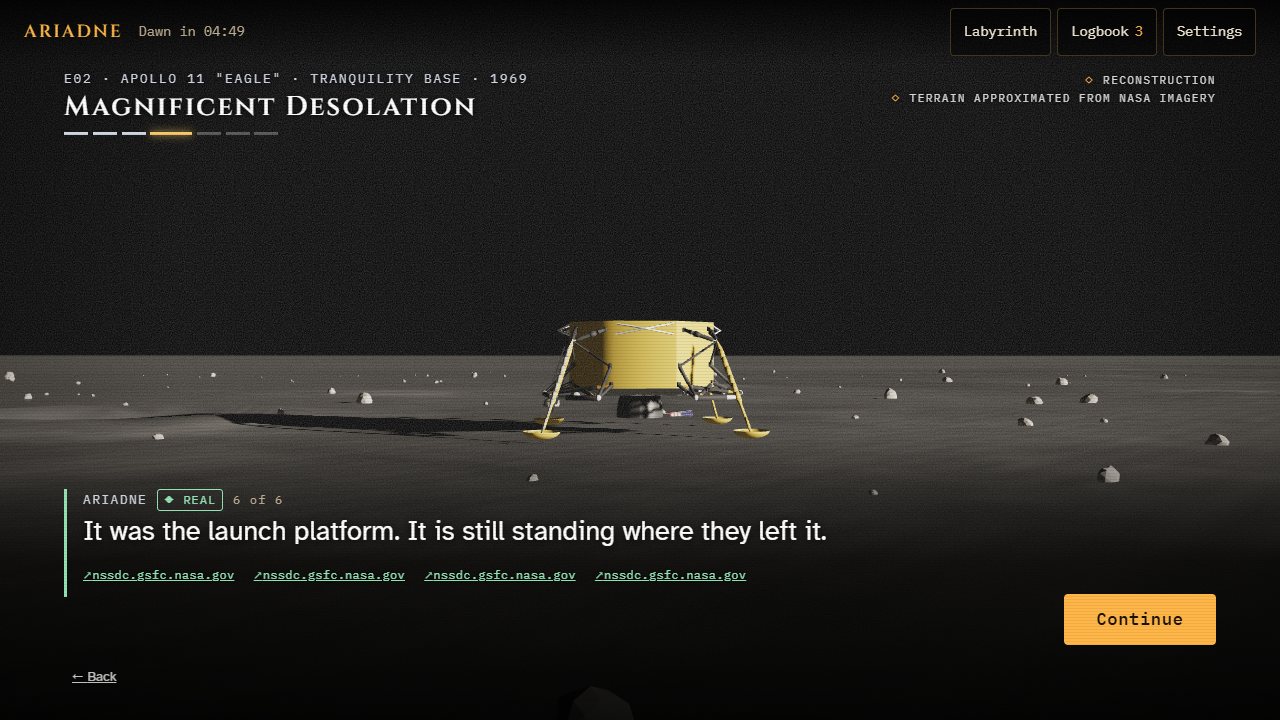 ARIADNE Dawn in 04:49 Labyrinth Logbook 3 Settings
E02 · APOLLO 11 "EAGLE" · TRANQUILITY BASE · 1969
Magnificent Desolation
◇ RECONSTRUCTION
◇ TERRAIN APPROXIMATED FROM NASA IMAGERY
ARIADNE ◆ REAL 6 of 6
It was the launch platform. It is still standing where they left it.
↗nssdc.gsfc.nasa.gov ↗nssdc.gsfc.nasa.gov ↗nssdc.gsfc.nasa.gov ↗nssdc.gsfc.nasa.gov
Continue
← Back